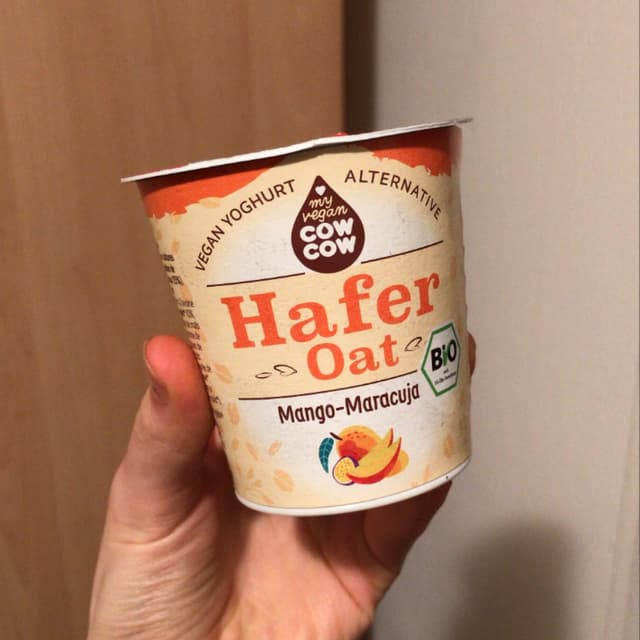 VEGAN YOGHURT ALTERNATIVE
my
vegan
COW
COW
Hafer
Oat
Bio
Mango-Maracuja